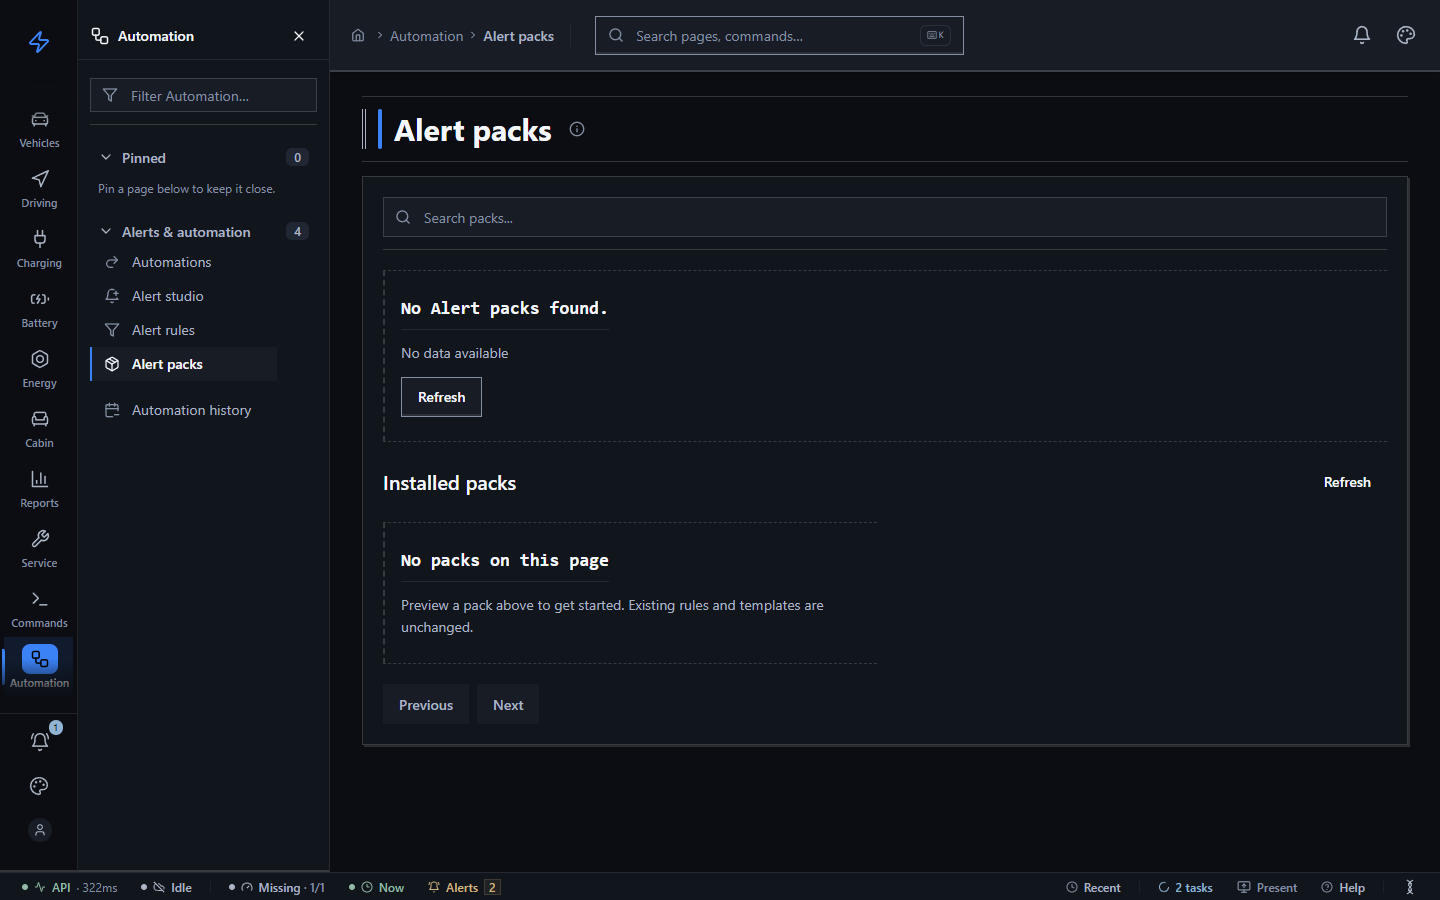 Automation
Automation
Alert packs
Search pages, commands...
K
Filter Automation...
Vehicles
Driving
Charging
Battery
Energy
Cabin
Reports
Service
Commands
Automation
1
Pinned
0
Pin a page below to keep it close.
Alerts & automation
4
Automations
Alert studio
Alert rules
Alert packs
Automation history
Alert packs
Search packs...
No Alert packs found.
No data available
Refresh
Installed packs
Refresh
No packs on this page
Preview a pack above to get started. Existing rules and templates are
unchanged.
Previous
Next
API · 322ms
Idle
Missing · 1/1
Now
Alerts 2
Recent
2 tasks
Present
Help